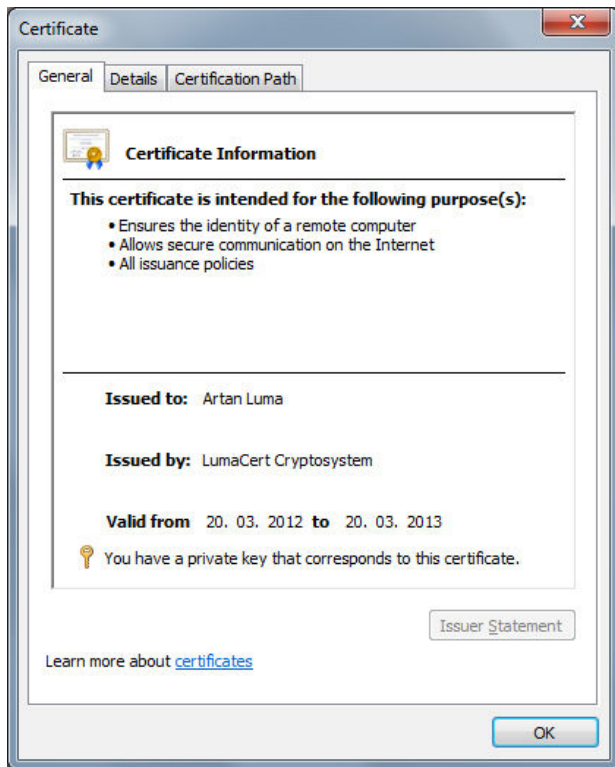 Certificate
General Details Certification Path
Certificate Information
This certificate is intended for the following purpose(s):
• Ensures the identity of a remote computer
• Allows secure communication on the Internet
• All issuance policies
Issued to: Artan Luma
Issued by: LumaCert Cryptosystem
Valid from 20. 03. 2012 to 20. 03. 2013
You have a private key that corresponds to this certificate.
Issuer Statement
Learn more about certificates
OK